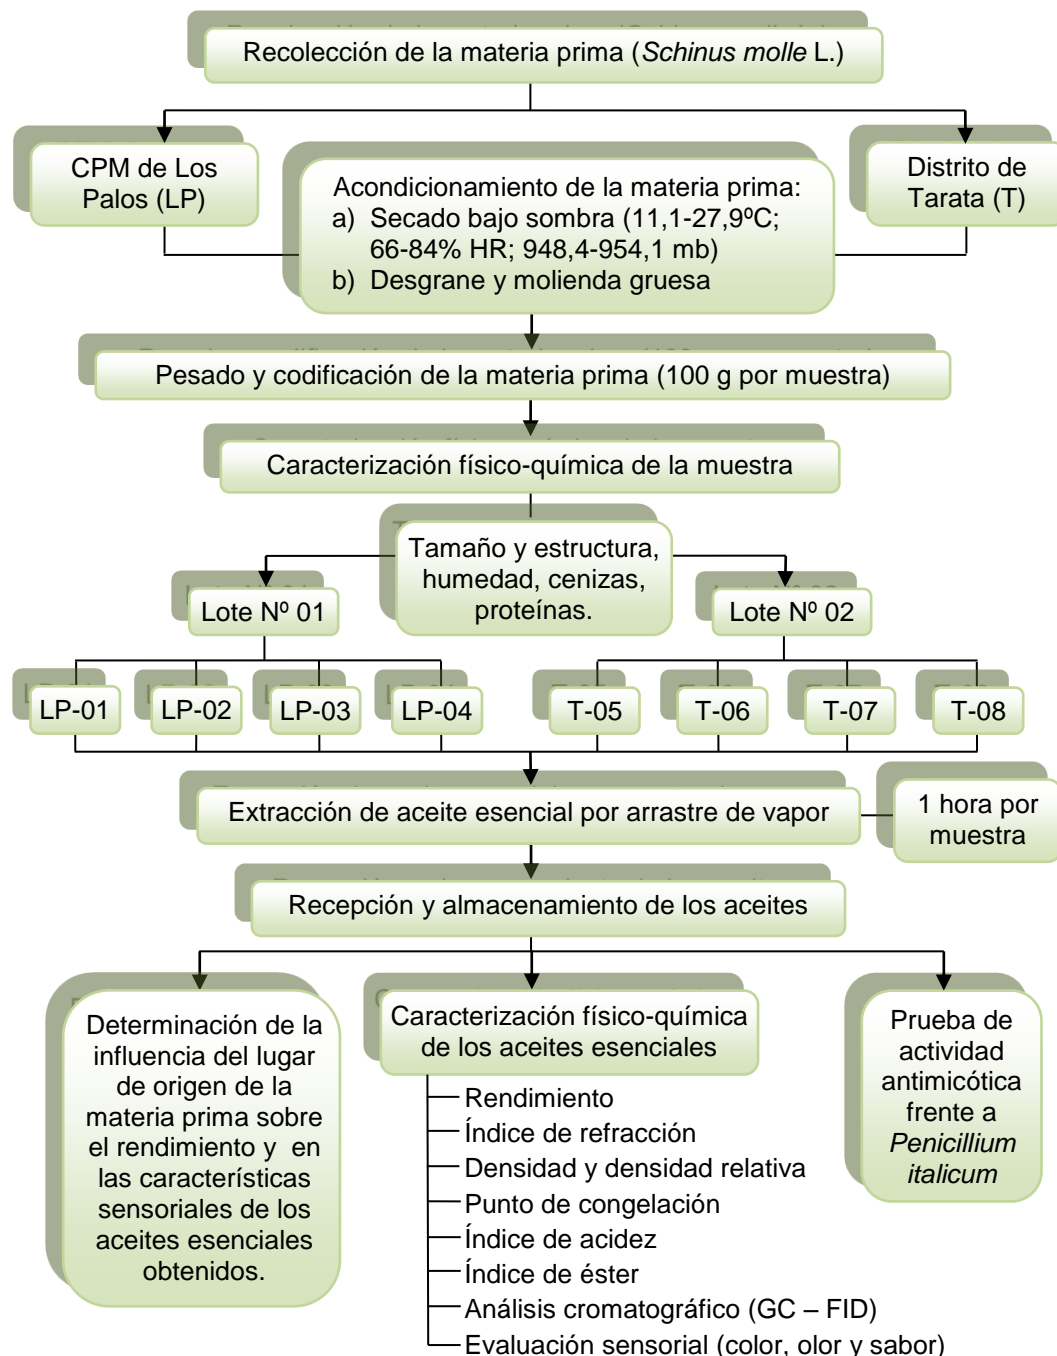 Recolección de la materia prima (Schinus molle L.)
CPM de Los
Palos (LP)
Acondicionamiento de la materia prima:
a) Secado bajo sombra (11,1-27,9ºC;
66-84% HR; 948,4-954,1 mb)
b) Desgrane y molienda gruesa
Distrito de
Tarata (T)
Pesado y codificación de la materia prima (100 g por muestra)
Caracterización físico-química de la muestra
Tamaño y estructura,
humedad, cenizas,
proteínas.
Lote Nº 01
Lote Nº 02
LP-01
LP-02
LP-03
LP-04
T-05
T-06
T-07
T-08
Extracción de aceite esencial por arrastre de vapor
1 hora por
muestra
Recepción y almacenamiento de los aceites
Determinación de la
influencia del lugar
de origen de la
materia prima sobre
el rendimiento y en
las características
sensoriales de los
aceites esenciales
obtenidos.
Caracterización físico-química
de los aceites esenciales
Rendimiento
Índice de refracción
Densidad y densidad relativa
Punto de congelación
Índice de acidez
Índice de éster
Análisis cromatográfico (GC – FID)
Evaluación sensorial (color, olor y sabor)
Prueba de
actividad
antimicótica
frente a
Penicillium
italicum